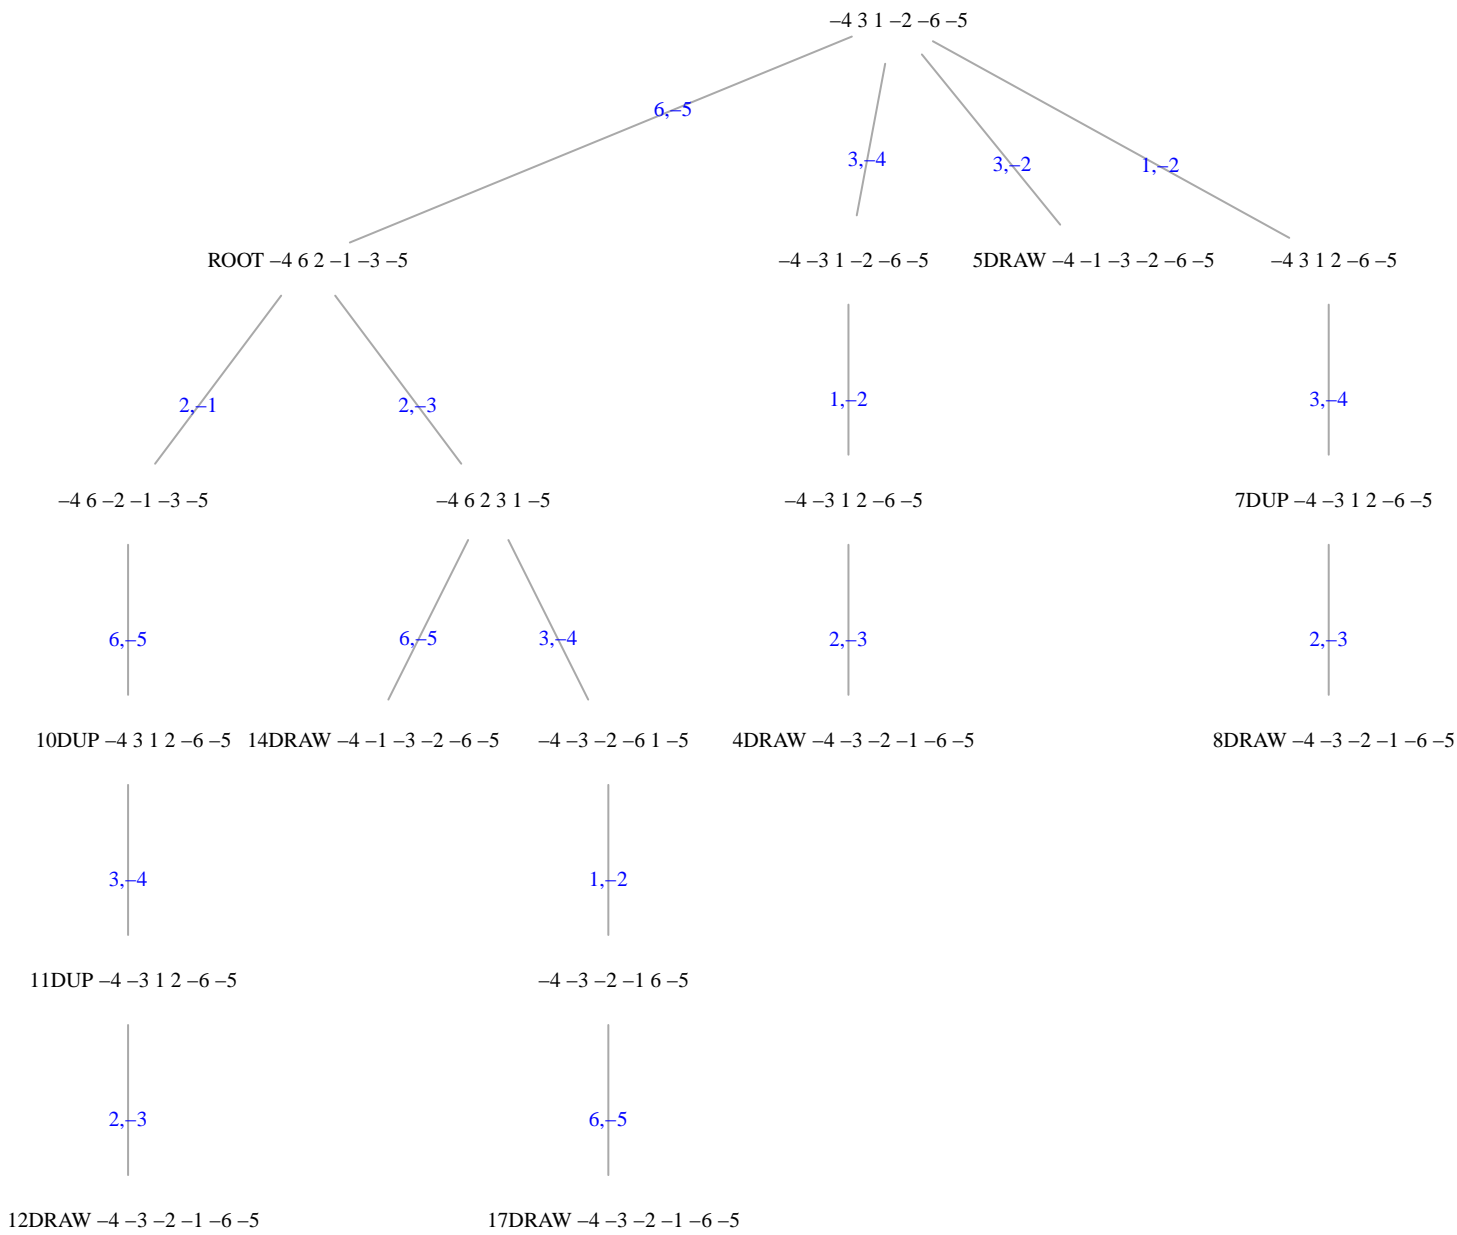 –4 3 1 –2 –6 –5
6,–5
3,–4
3,–2
1,–2
ROOT –4 6 2 –1 –3 –5
–4 –3 1 –2 –6 –5
5DRAW –4 –1 –3 –2 –6 –5
–4 3 1 2 –6 –5
2,–1
2,–3
1,–2
3,–4
–4 6 –2 –1 –3 –5
–4 6 2 3 1 –5
–4 –3 1 2 –6 –5
7DUP –4 –3 1 2 –6 –5
6,–5
6,–5
3,–4
2,–3
2,–3
10DUP –4 3 1 2 –6 –5
14DRAW –4 –1 –3 –2 –6 –5
–4 –3 –2 –6 1 –5
4DRAW –4 –3 –2 –1 –6 –5
8DRAW –4 –3 –2 –1 –6 –5
3,–4
1,–2
11DUP –4 –3 1 2 –6 –5
–4 –3 –2 –1 6 –5
2,–3
6,–5
12DRAW –4 –3 –2 –1 –6 –5
17DRAW –4 –3 –2 –1 –6 –5